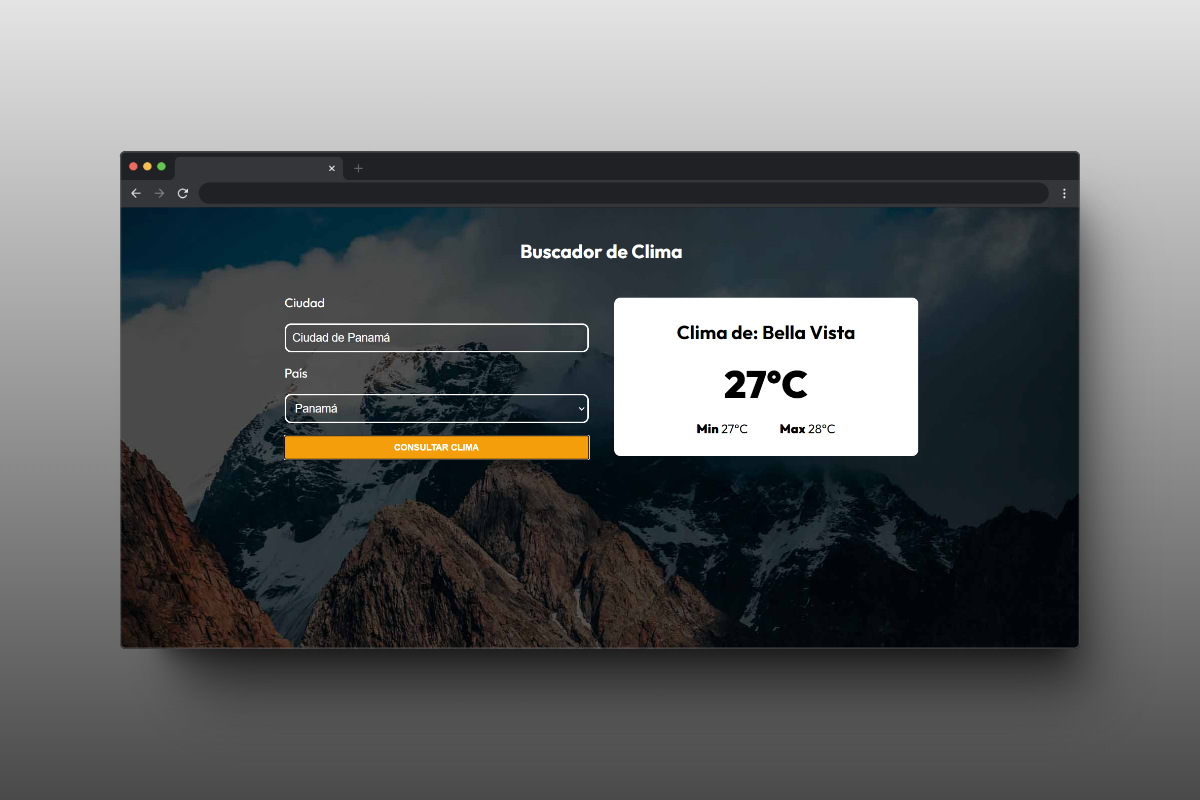 Buscador de Clima
Ciudad
Ciudad de Panamá
País
Panamá
CONSULTAR CLIMA
Clima de: Bella Vista
27°C
Min 27°C Max 28°C